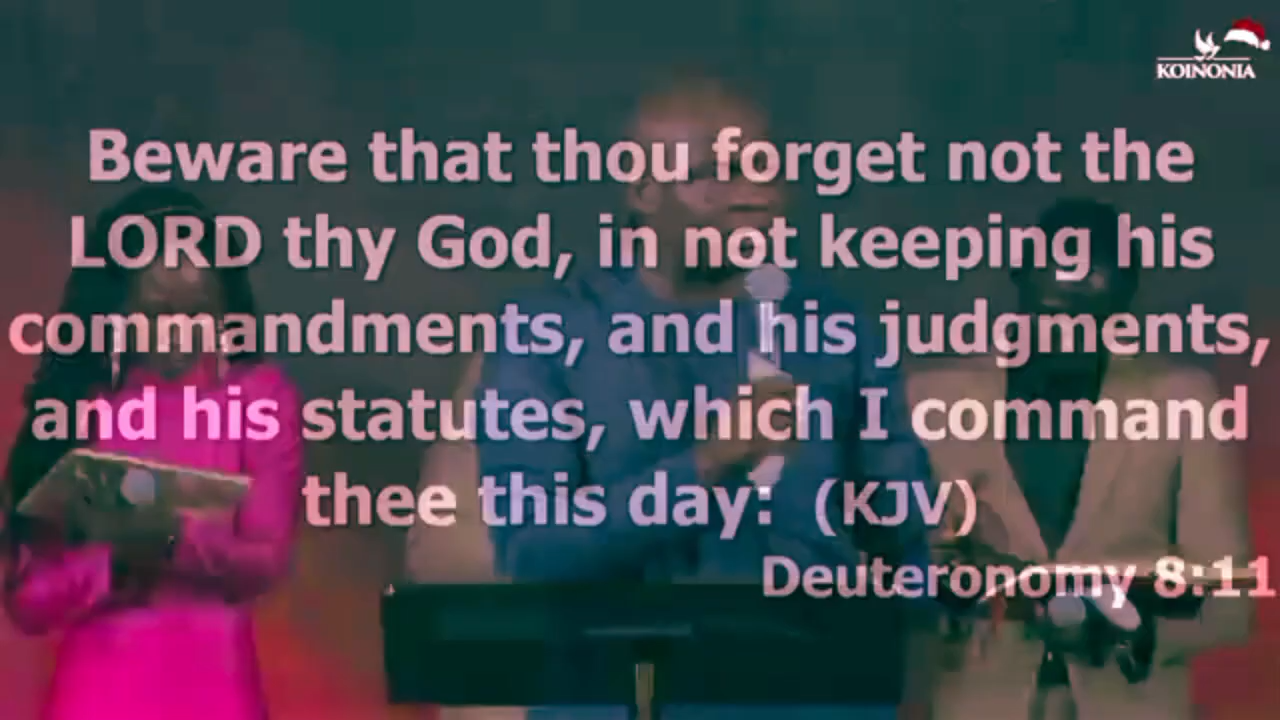 KOINONIA
Beware that thou forget not the
LORD thy God, in not keeping his
commandments, and his judgments,
and his statutes, which I command
thee this day: (KJV)
Deuteronomy 8:11